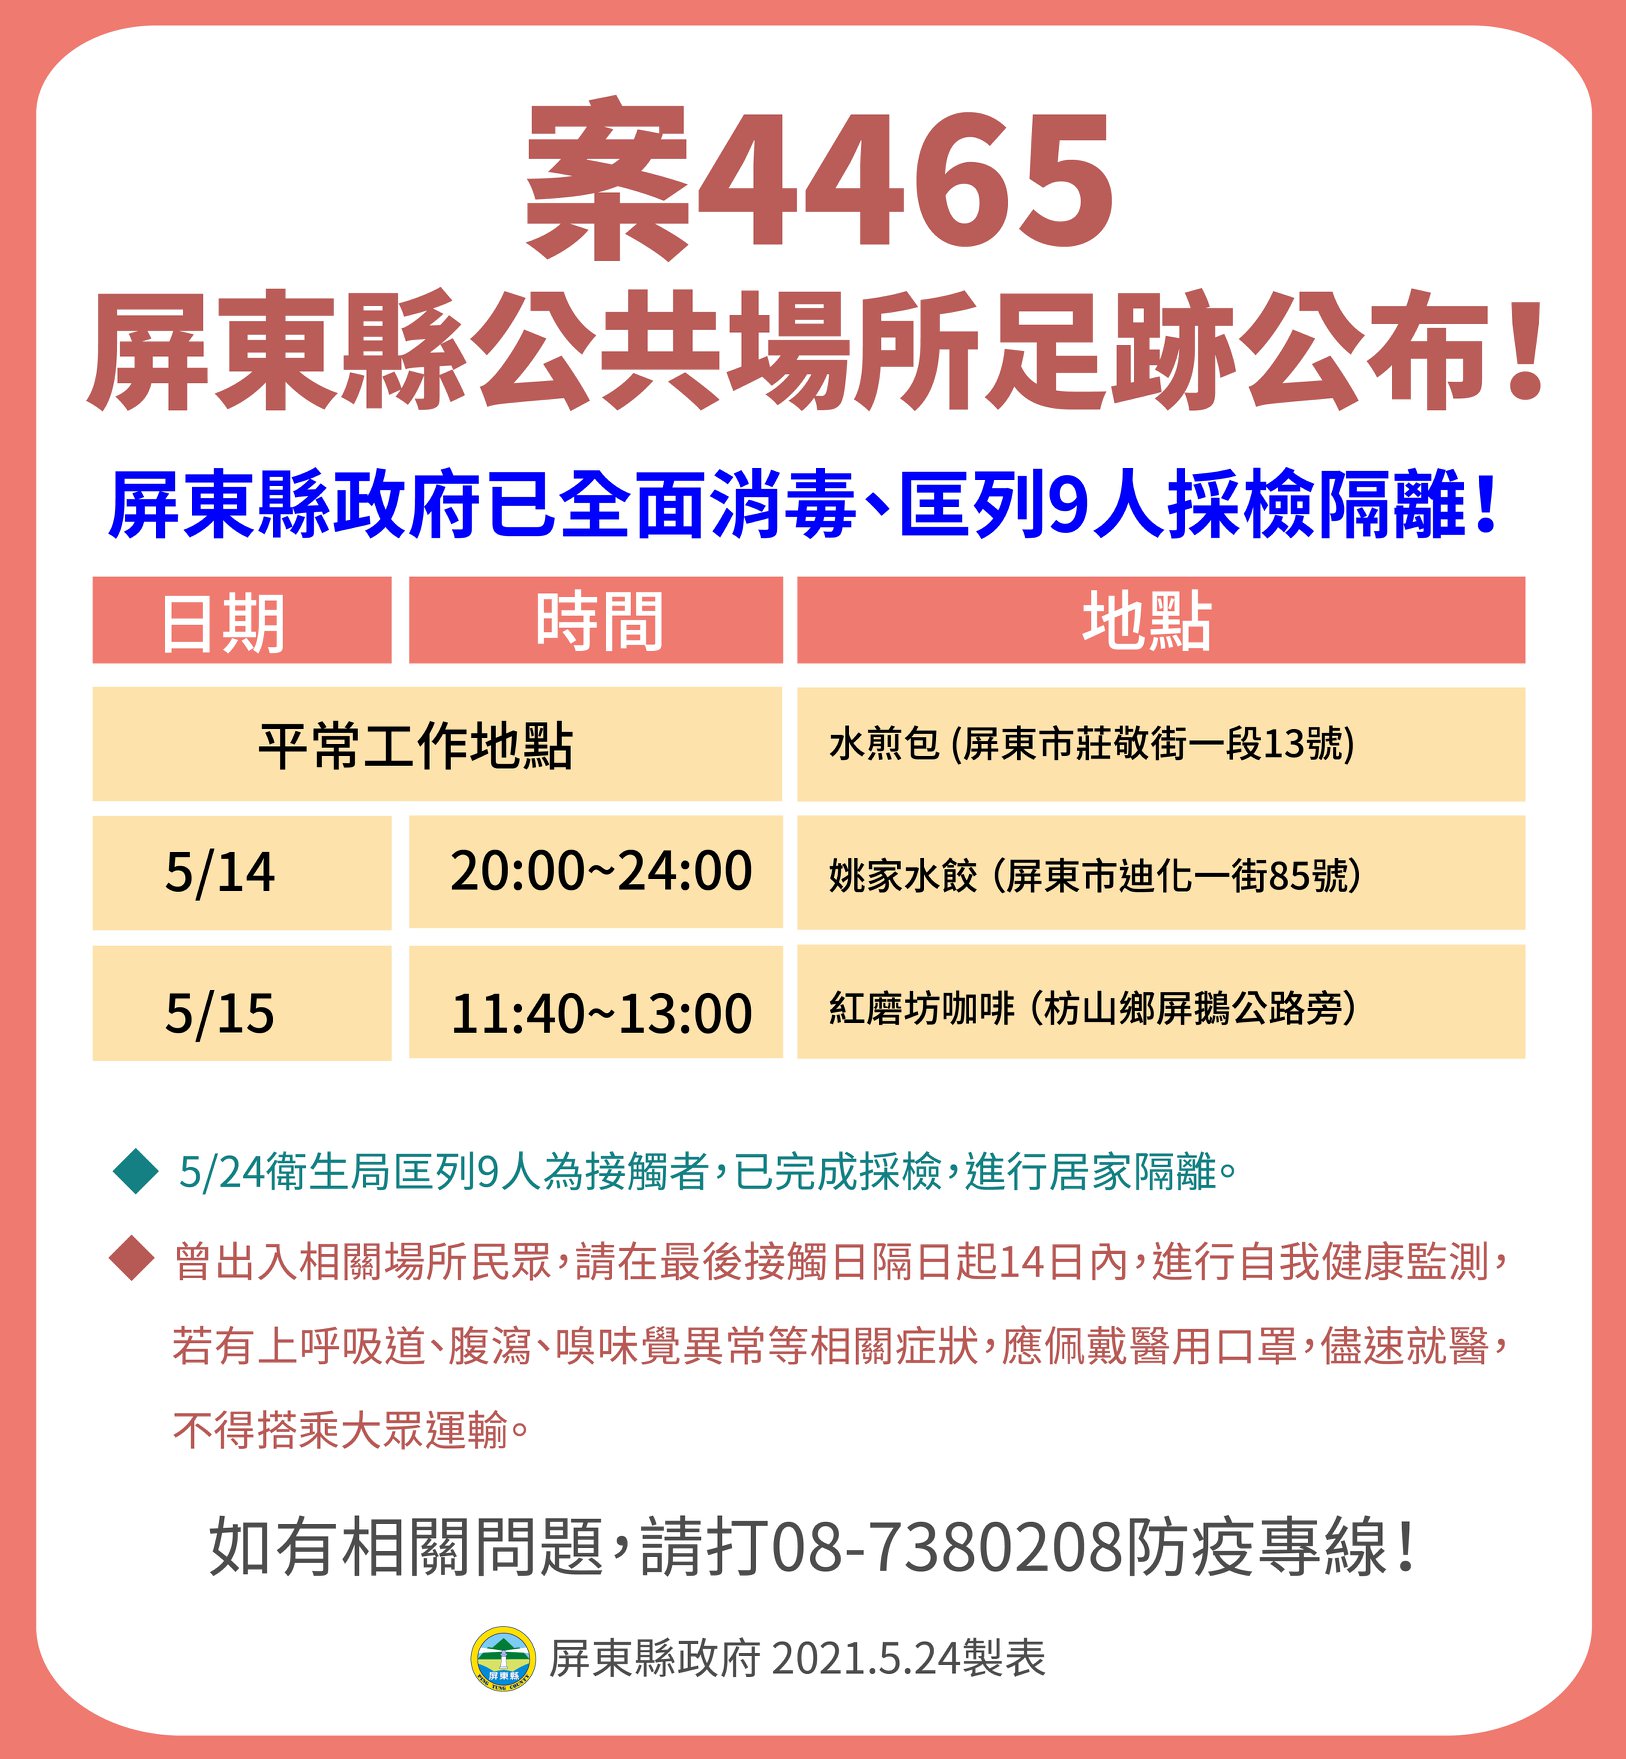 案4465
屏東縣公共場所足跡公布！
屏東縣政府已全面消毒、匡列9人採檢隔離！
日期 時間 地點
平常工作地點 水煎包 (屏東市莊敬街一段13號)
5/14 20:00~24:00 姚家水餃（屏東市迪化一街85號）
5/15 11:40~13:00 紅磨坊咖啡（枋山鄉屏鵝公路旁）
5/24衛生局匡列9人為接觸者，已完成採檢，進行居家隔離。
曾出入相關場所民眾，請在最後接觸日隔日起14日內，進行自我健康監測，
若有上呼吸道、腹瀉、嗅味覺異常等相關症狀，應佩戴醫用口罩，儘速就醫，
不得搭乘大眾運輸。
如有相關問題，請打08-7380208防疫專線！
屏東縣
PING TUNG COUNTY
屏東縣政府 2021.5.24製表